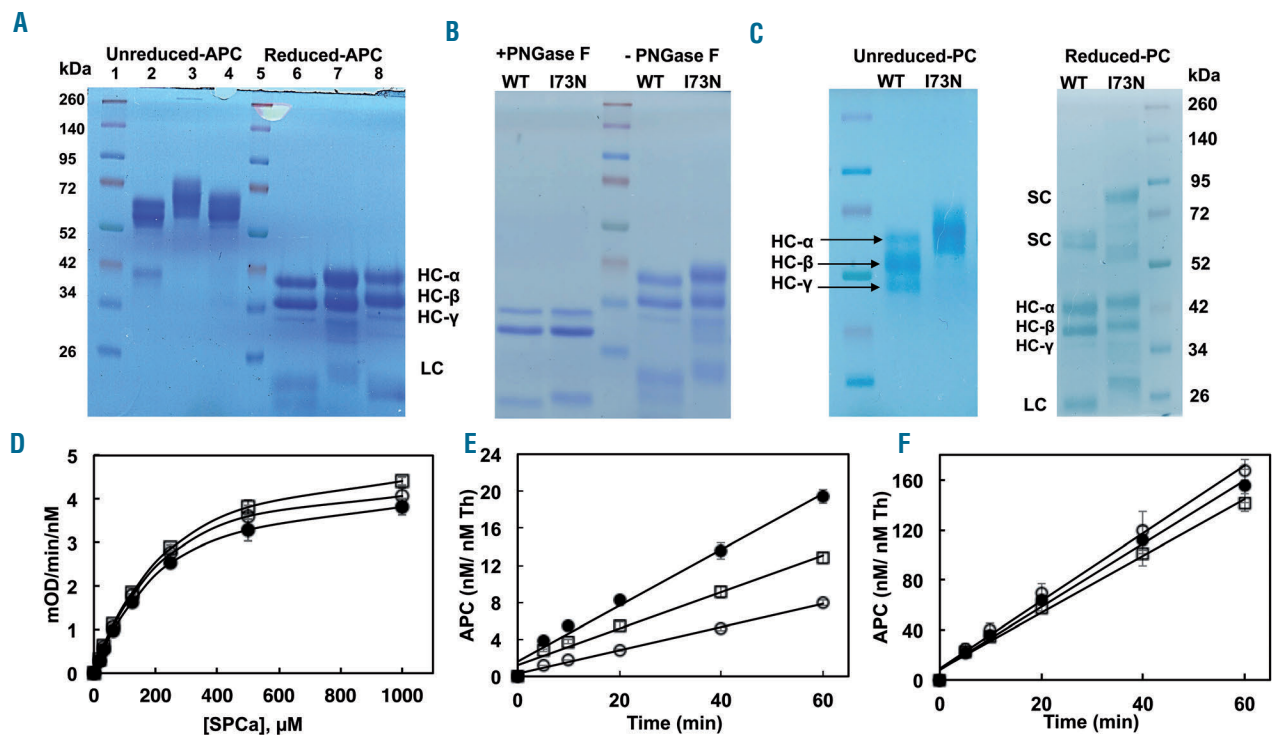 A
Unreduced-APC Reduced-APC
kDa 1 2 3 4 5 6 7 8
260
140
95
72
52
42
34
26
HC-α
HC-β
HC-γ
LC
B
+PNGase F - PNGase F
WT I73N WT I73N
C
Unreduced-PC
WT I73N
HC-α
HC-β
HC-γ
Reduced-PC
WT I73N kDa
SC
SC
HC-α
HC-β
HC-γ
LC
260
140
95
72
52
42
34
26
D
mOD/min/nM
5
4
3
2
1
0
0 200 400 600 800 1000
[SPCa], µM
E
APC (nM/ nM Th)
24
20
16
12
8
4
0
0 20 40 60
Time (min)
F
APC (nM/ nM Th)
160
120
80
40
0
0 20 40 60
Time (min)